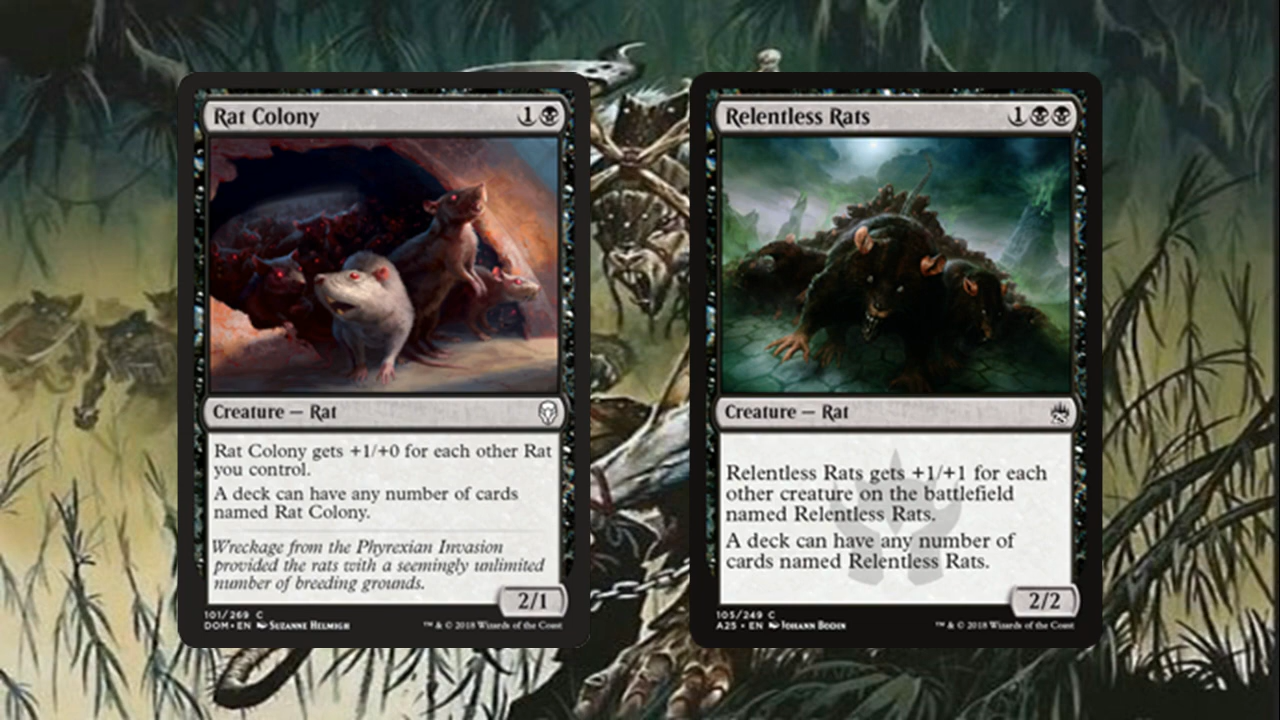 Rat Colony
1
Creature — Rat
Rat Colony gets +1/+0 for each other Rat
you control.
A deck can have any number of cards
named Rat Colony.
Wreckage from the Phyrexian Invasion
provided the rats with a seemingly unlimited
number of breeding grounds.
2/1
101/269 C
DOM • EN SUZANNE HELMIGH
™ & © 2018 Wizards of the Coast
Relentless Rats
1
Creature — Rat
Relentless Rats gets +1/+1 for each
other creature on the battlefield
named Relentless Rats.
A deck can have any number of
cards named Relentless Rats.
2/2
105/249 C
A25 • EN JOHANN BODIN
™ & © 2018 Wizards of the Coast